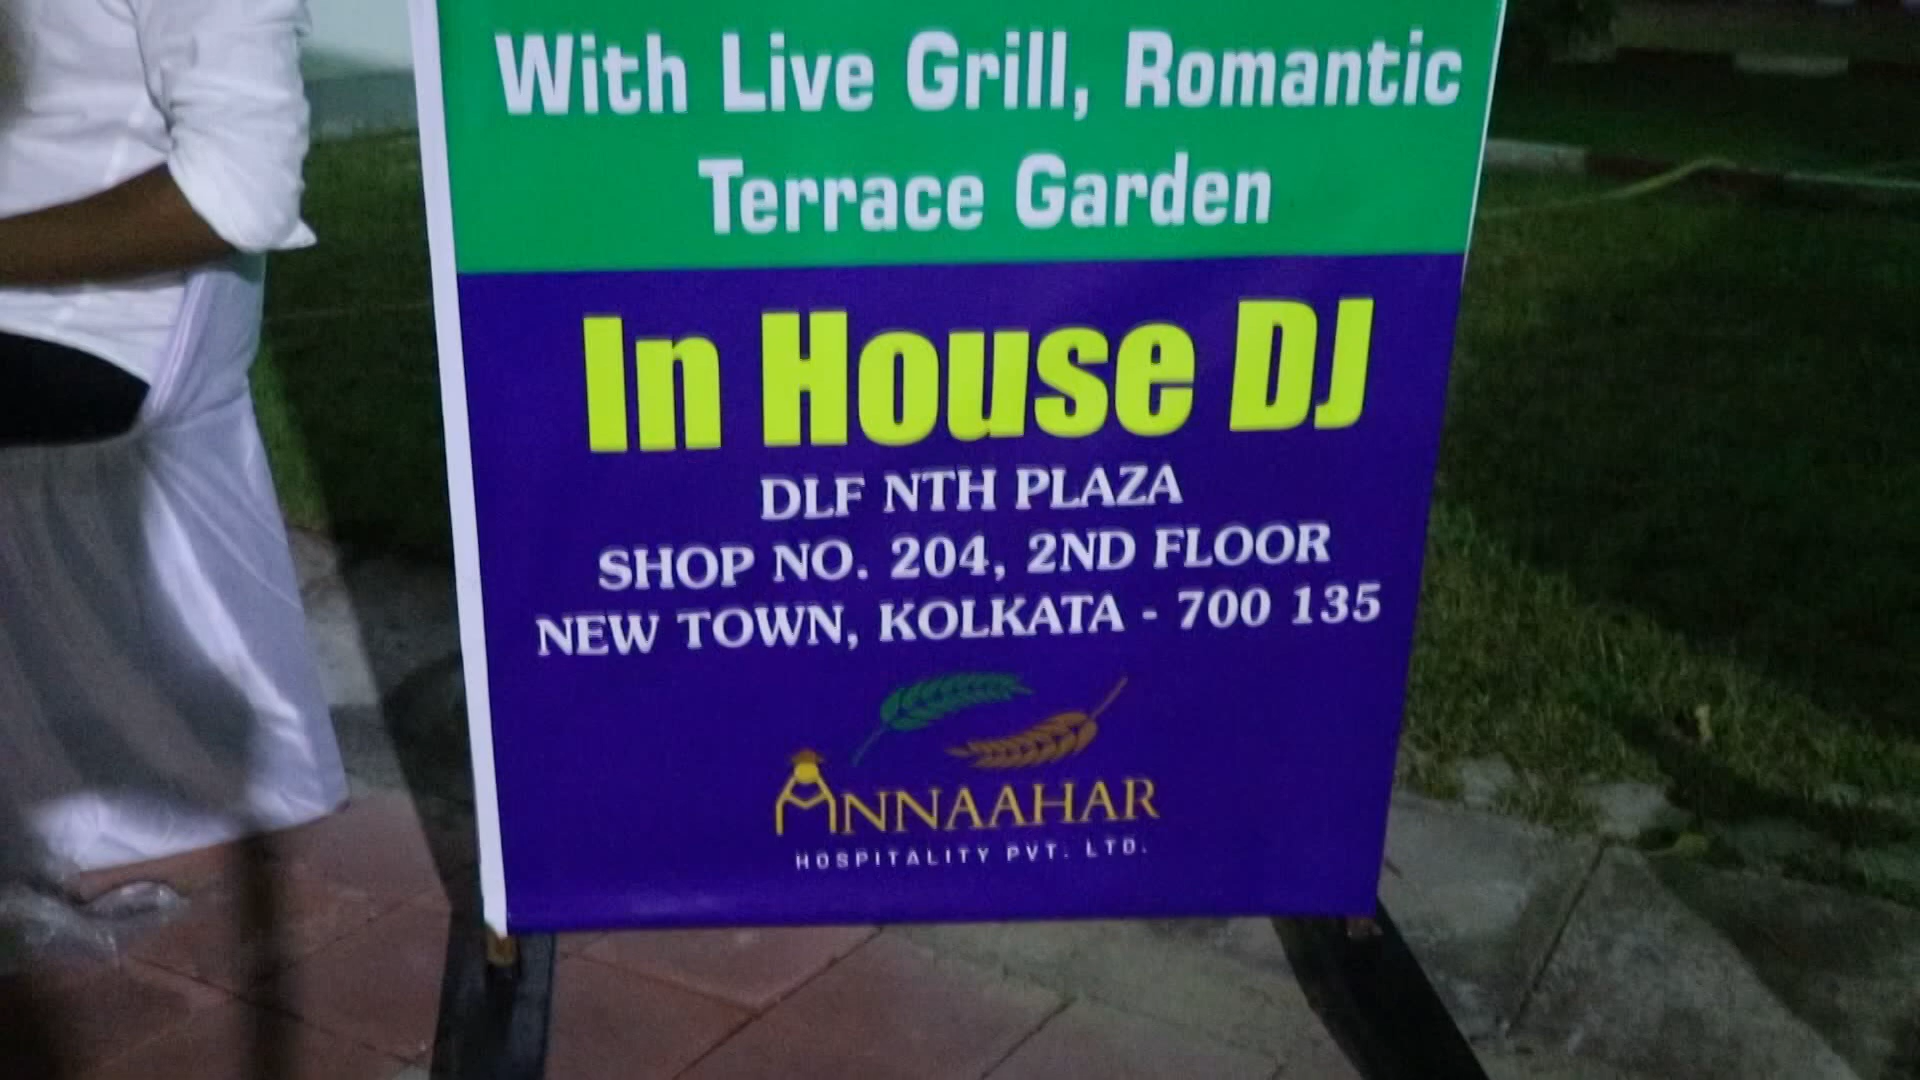 With Live Grill, Romantic
Terrace Garden
In House DJ
DLF NTH PLAZA
SHOP NO. 204, 2ND FLOOR
NEW TOWN, KOLKATA - 700 135
ANNAAHAR
HOSPITALITY PVT. LTD.